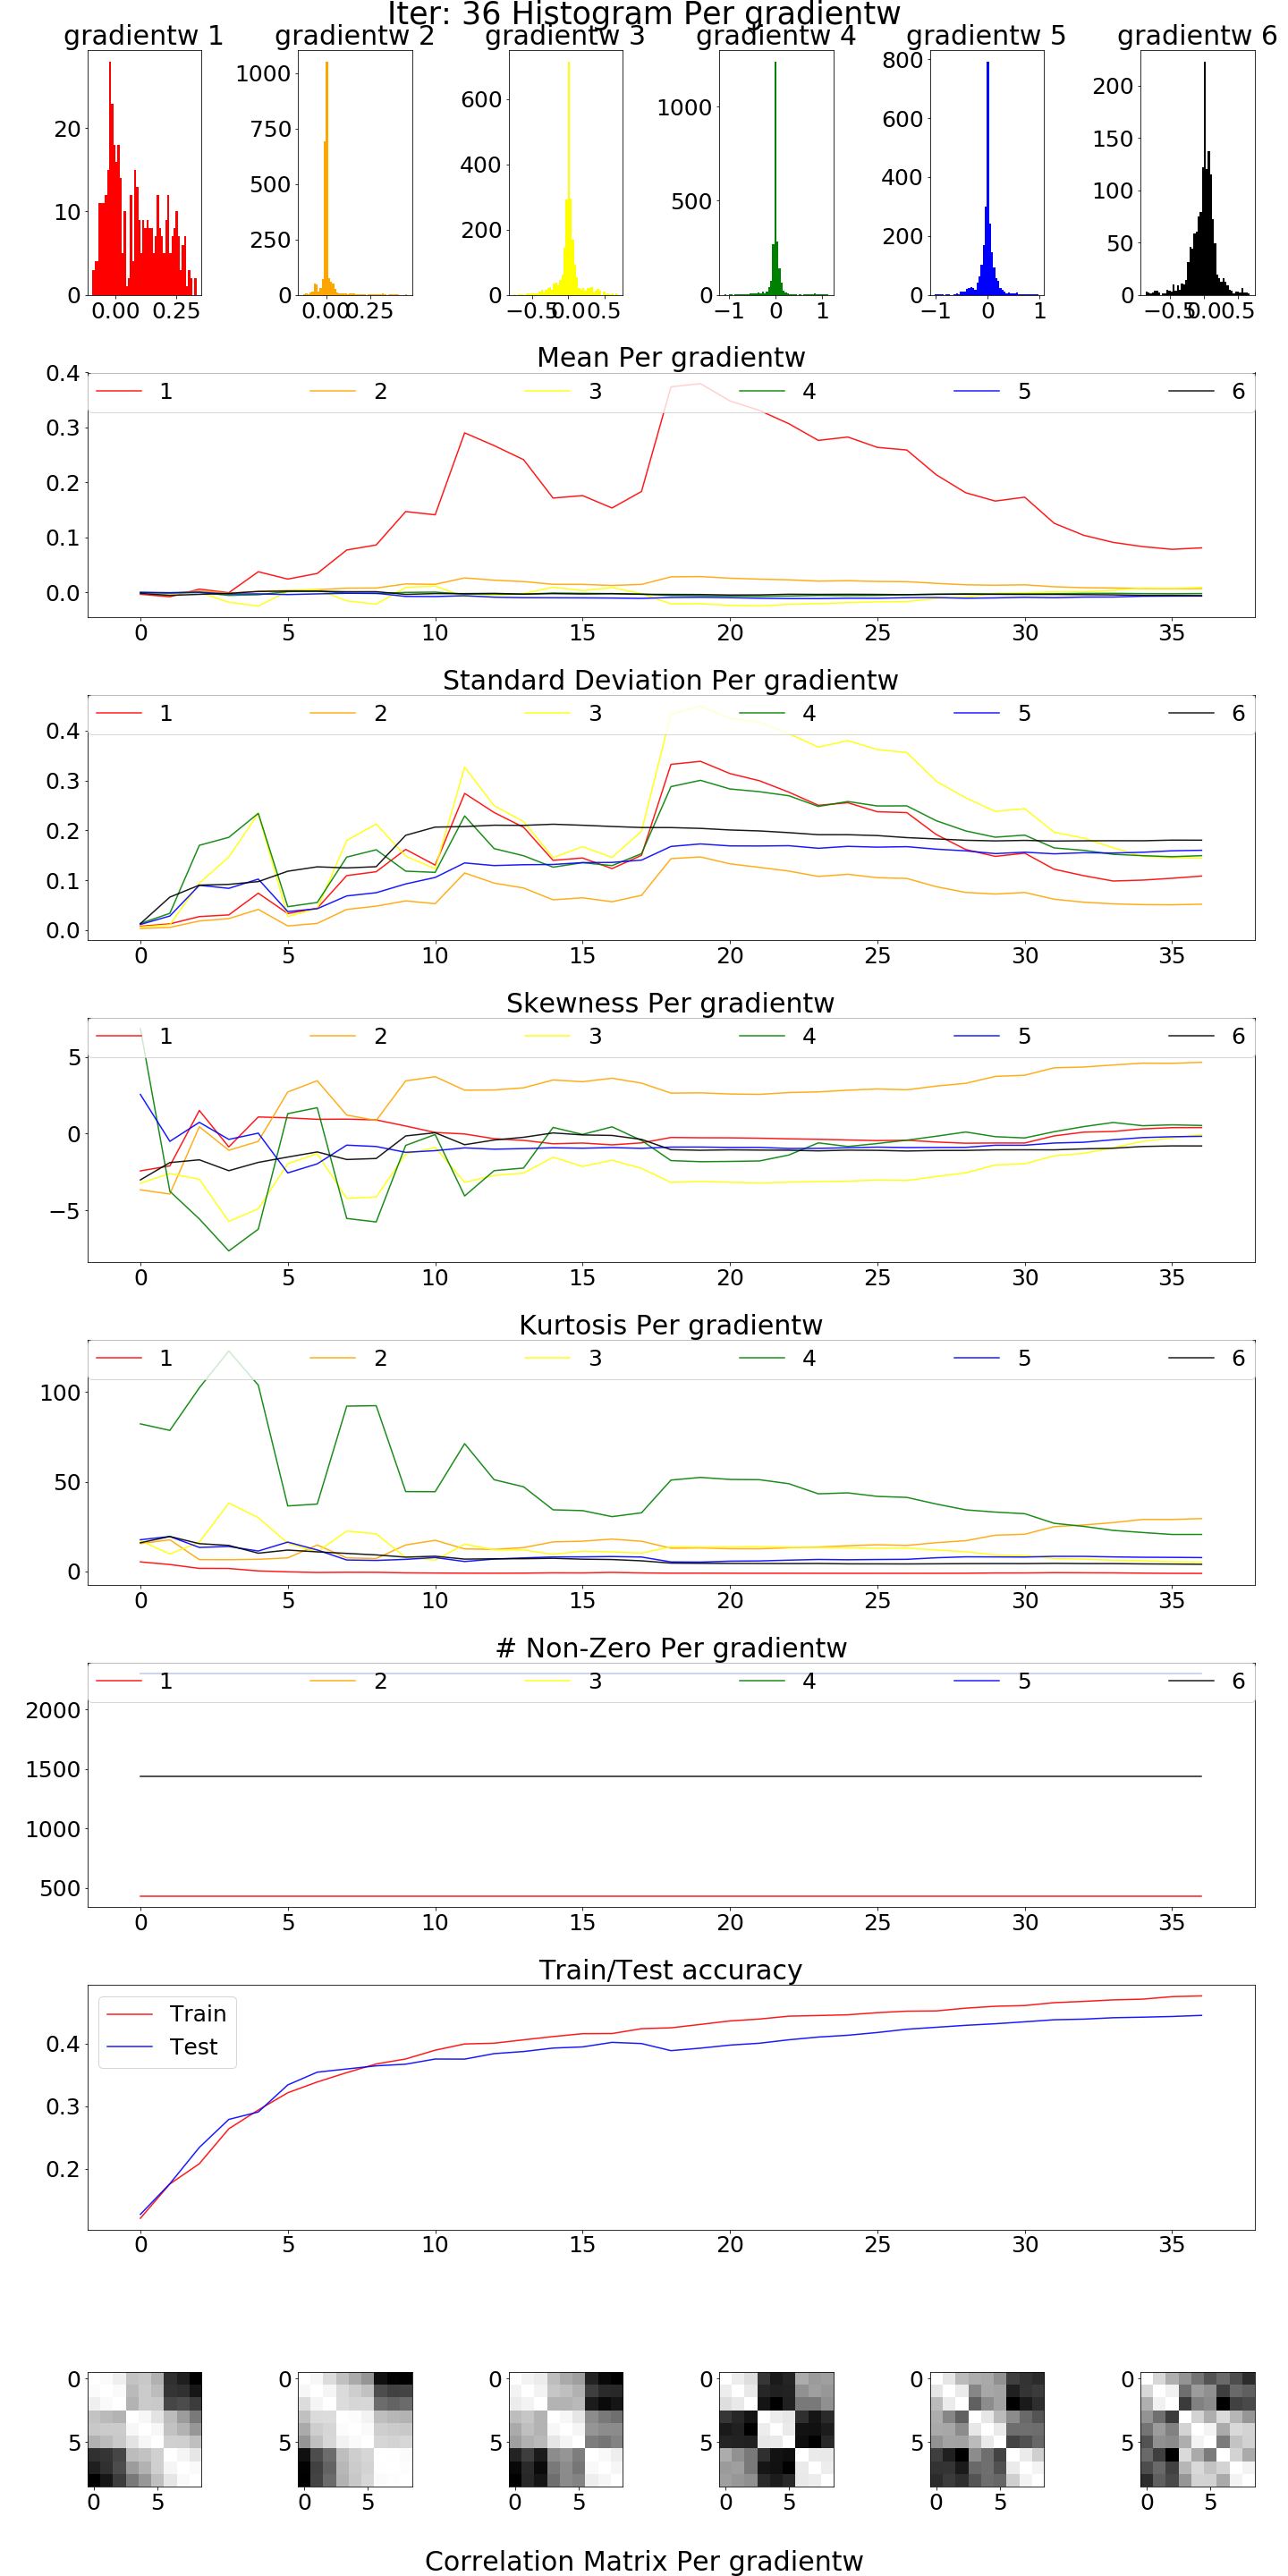 Iter: 36 Histogram Per gradientw
gradientw 1 gradientw 2 gradientw 3 gradientw 4 gradientw 5 gradientw 6
20
10
0
0.00 0.25
1000
750
500
250
0
0.00 0.25
600
400
200
0
−0.5 0.0 0.5
1000
500
0
−1 0 1
800
600
400
200
0
−1 0 1
200
150
100
50
0
−0.5 0.0 0.5
Mean Per gradientw
1 2 3 4 5 6
0.4
0.3
0.2
0.1
0.0
0 5 10 15 20 25 30 35
Standard Deviation Per gradientw
1 2 3 4 5 6
0.4
0.3
0.2
0.1
0.0
0 5 10 15 20 25 30 35
Skewness Per gradientw
1 2 3 4 5 6
5
0
−5
0 5 10 15 20 25 30 35
Kurtosis Per gradientw
1 2 3 4 5 6
100
50
0
0 5 10 15 20 25 30 35
# Non-Zero Per gradientw
1 2 3 4 5 6
2000
1500
1000
500
0 5 10 15 20 25 30 35
Train/Test accuracy
Train
Test
0.4
0.3
0.2
0 5 10 15 20 25 30 35
0 0 0 0 0 0
5 5 5 5 5 5
0 5 0 5 0 5 0 5 0 5 0 5
Correlation Matrix Per gradientw